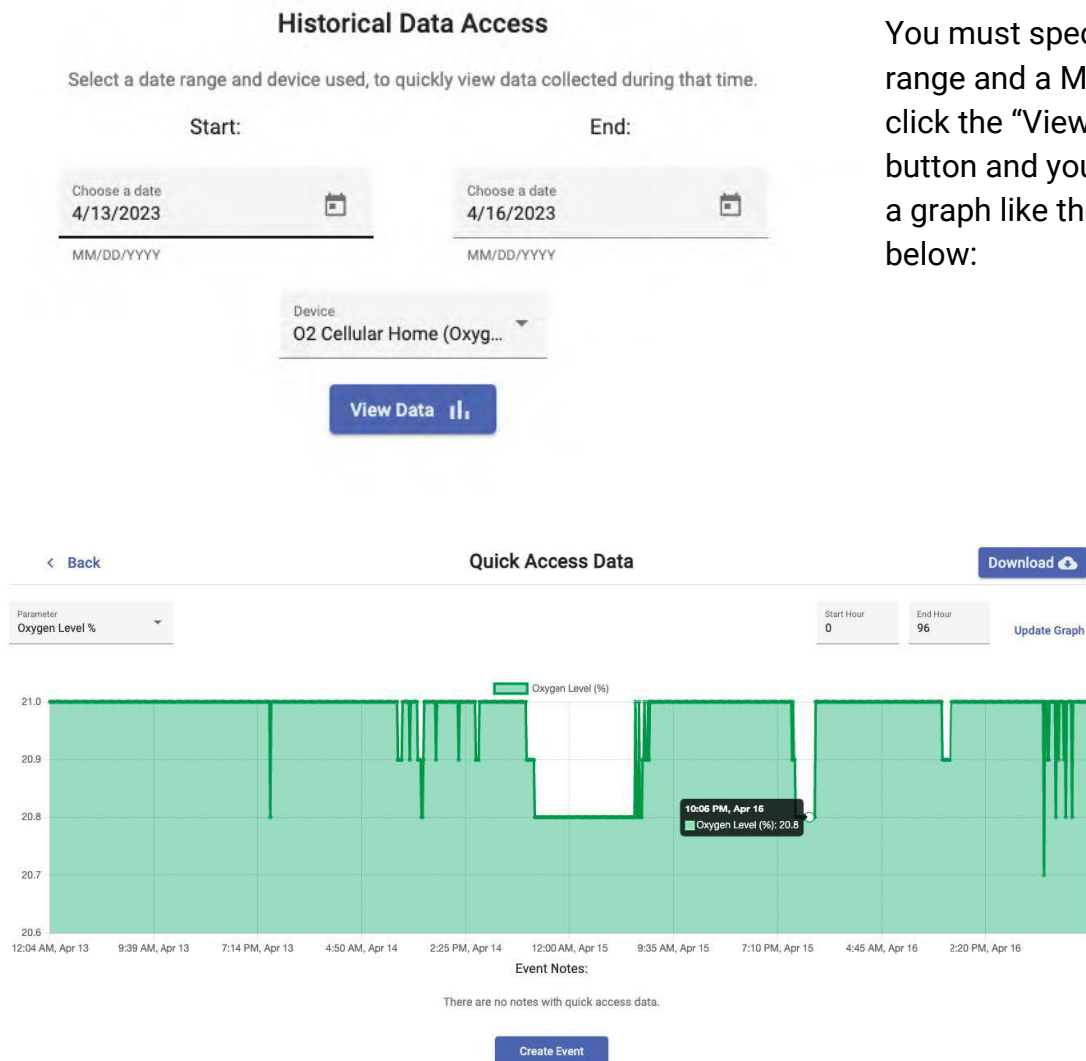 Historical Data Access
Select a date range and device used, to quickly view data collected during that time.
Start:
End:
Choose a date
4/13/2023
MM/DD/YYYY
Choose a date
4/16/2023
MM/DD/YYYY
Device
O2 Cellular Home (Oxyg...
View Data
You must spec
range and a M
click the “View
button and you
a graph like th
below:
Back
Quick Access Data
Download
Parameter
Oxygen Level %
Start Hour
0
End Hour
96
Update Graph
Oxygen Level (%)
21.0
20.9
20.8
20.7
20.6
10:06 PM, Apr 16
Oxygen Level (%): 20.8
12:04 AM, Apr 13
9:39 AM, Apr 13
7:14 PM, Apr 13
4:50 AM, Apr 14
2:25 PM, Apr 14
12:00 AM, Apr 15
9:35 AM, Apr 15
7:10 PM, Apr 15
4:45 AM, Apr 16
2:20 PM, Apr 16
Event Notes:
There are no notes with quick access data.
Create Event